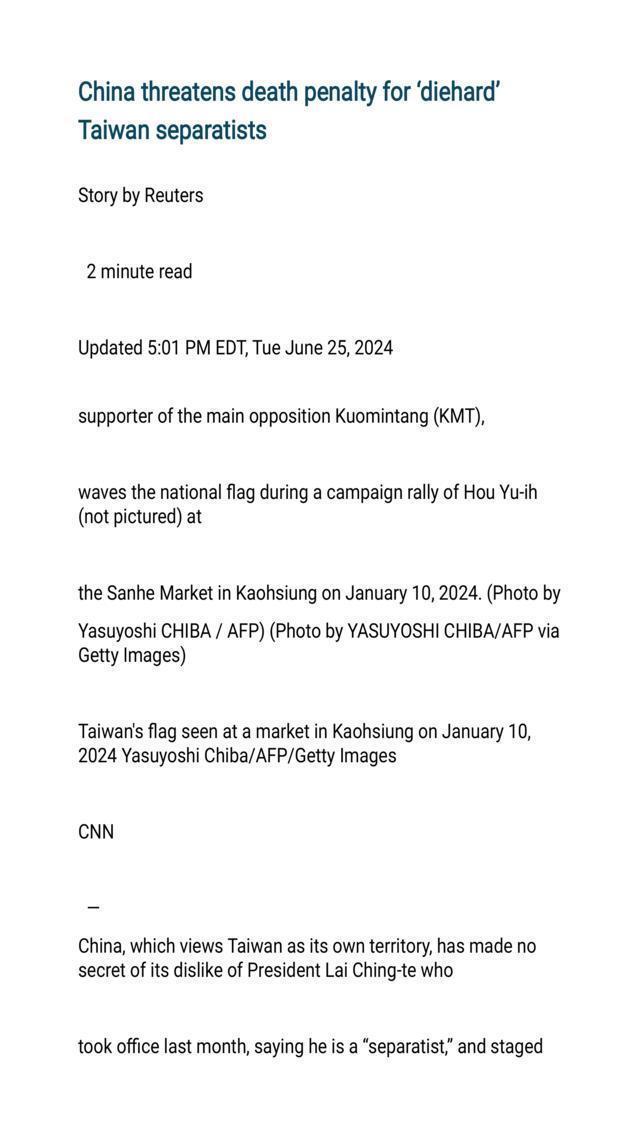 China threatens death penalty for ‘diehard’
Taiwan separatists
Story by Reuters
2 minute read
Updated 5:01 PM EDT, Tue June 25, 2024
supporter of the main opposition Kuomintang (KMT),
waves the national flag during a campaign rally of Hou Yu-ih
(not pictured) at
the Sanhe Market in Kaohsiung on January 10, 2024. (Photo by
Yasuyoshi CHIBA / AFP) (Photo by YASUYOSHI CHIBA/AFP via
Getty Images)
Taiwan's flag seen at a market in Kaohsiung on January 10,
2024 Yasuyoshi Chiba/AFP/Getty Images
CNN
—
China, which views Taiwan as its own territory, has made no
secret of its dislike of President Lai Ching-te who
took office last month, saying he is a “separatist,” and staged